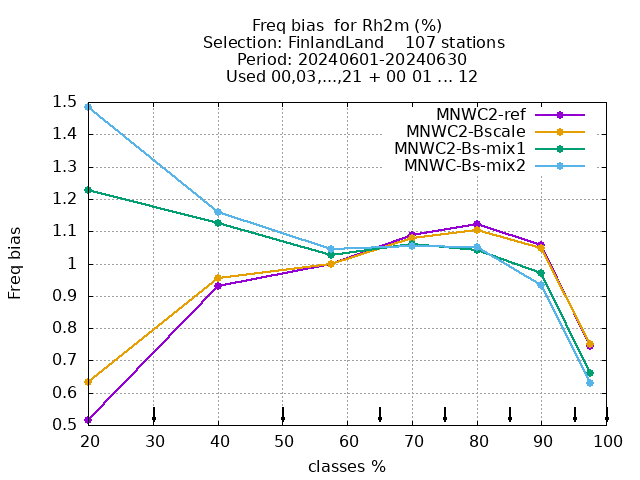 Freq bias  for Rh2m (%)
Selection: FinlandLand    107 stations
Period: 20240601-20240630
Used 00,03,...,21 + 00 01 ... 12
MNWC2-ref
MNWC2-Bscale
MNWC2-Bs-mix1
MNWC-Bs-mix2
1.5
1.4
1.3
1.2
1.1
1
0.9
0.8
0.7
0.6
0.5
Freq bias
20 30 40 50 60 70 80 90 100
classes %